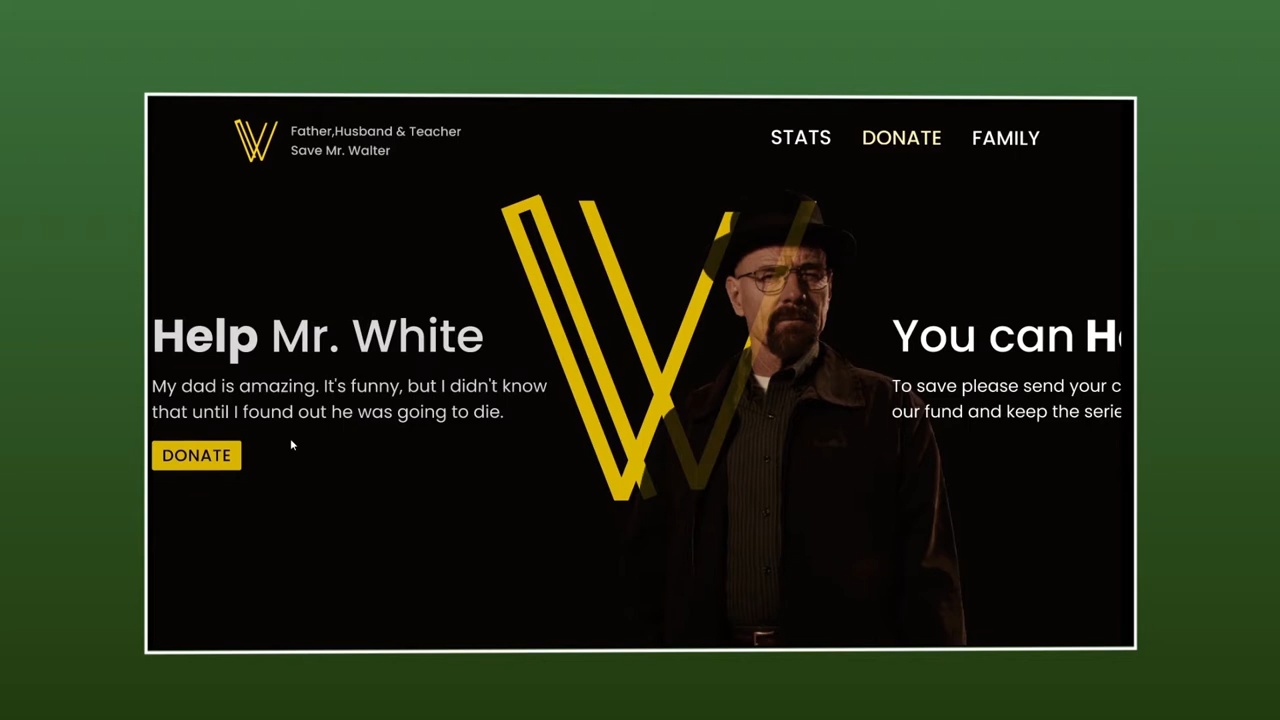 Father,Husband & Teacher
Save Mr. Walter
STATS DONATE FAMILY
Help Mr. White
My dad is amazing. It's funny, but I didn't know
that until I found out he was going to die.
DONATE
You can
To save please send your
our fund and keep the